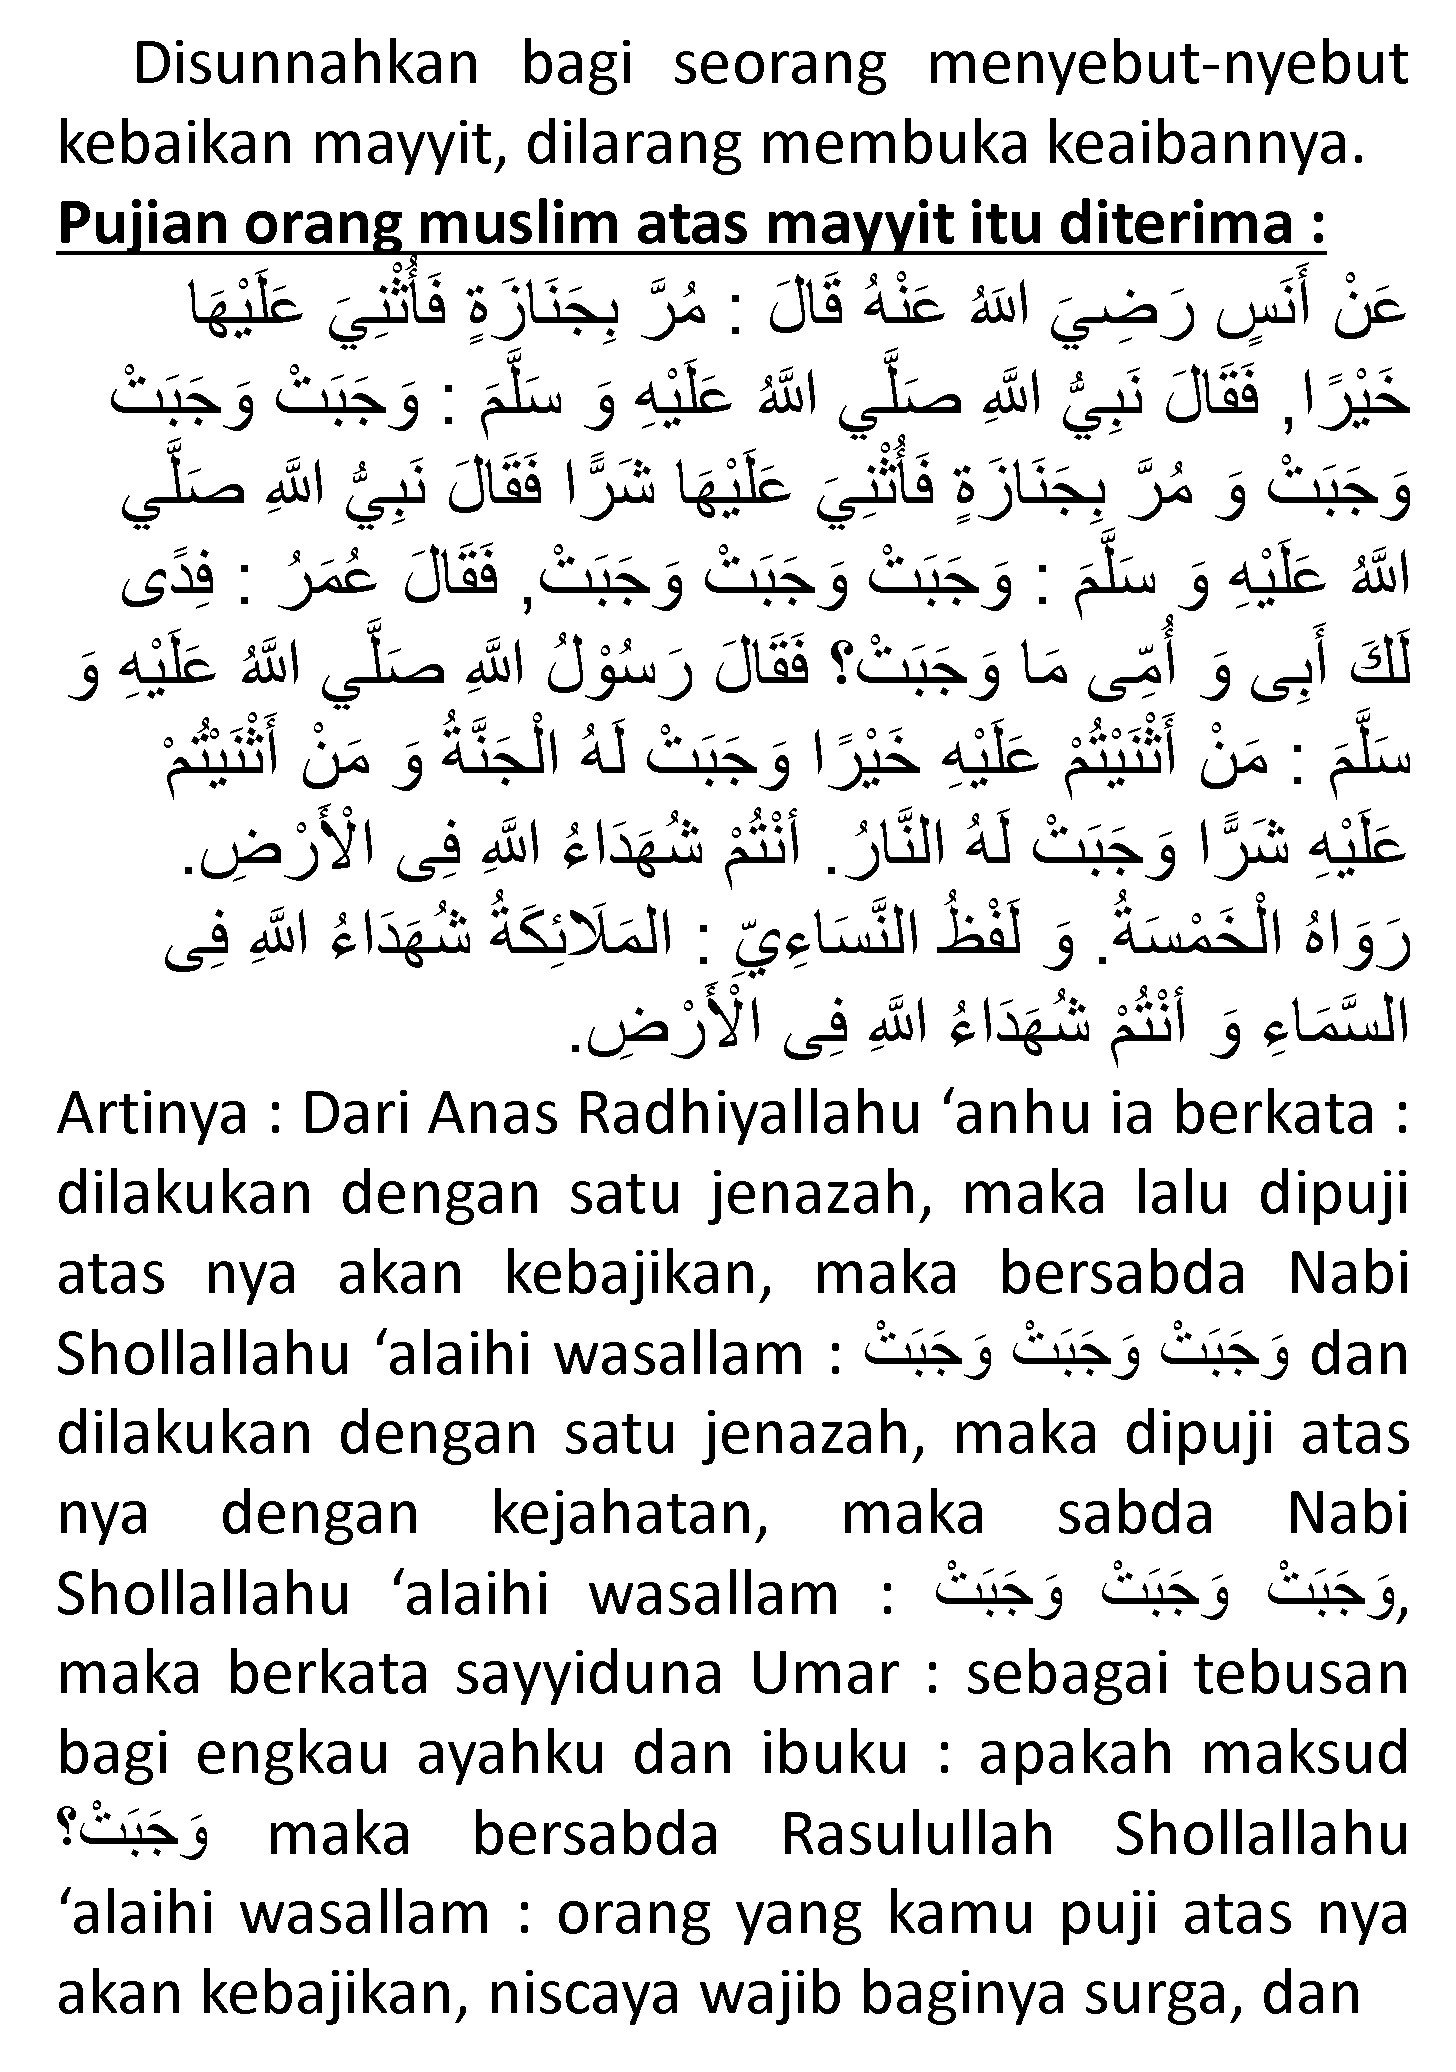 Disunnahkan bagi seorang menyebut-nyebut
kebaikan mayyit, dilarang membuka keaibannya.
Pujian orang muslim atas mayyit itu diterima :
عَنْ أَنَسٍ رَضِيَ اللهُ عَنْهُ قَالَ : مُرَّ بِجَنَازَةٍ فَأُثْنِيَ عَلَيْهَا
خَيْرًا, فَقَالَ نَبِيُّ اللَّهِ صَلَّي اللَّهُ عَلَيْهِ وَ سَلَّمَ : وَجَبَتْ وَجَبَتْ
وَجَبَتْ وَ مُرَّ بِجَنَازَةٍ فَأُثْنِيَ عَلَيْهَا شَرًّا فَقَالَ نَبِيُّ اللَّهِ صَلَّي
اللَّهُ عَلَيْهِ وَ سَلَّمَ : وَجَبَتْ وَجَبَتْ وَجَبَتْ, فَقَالَ عُمَرُ : فِدًى
لَكَ أَبِى وَ أُمِّى مَا وَجَبَتْ؟ فَقَالَ رَسُوْلُ اللَّهِ صَلَّي اللَّهُ عَلَيْهِ وَ
سَلَّمَ : مَنْ أَثْنَيْتُمْ عَلَيْهِ خَيْرًا وَجَبَتْ لَهُ الْجَنَّةُ وَ مَنْ أَثْنَيْتُمْ
عَلَيْهِ شَرًّا وَجَبَتْ لَهُ النَّارُ. أنْتُمْ شُهَدَاءُ اللَّهِ فِى الْأَرْضِ.
رَوَاهُ الْخَمْسَةُ. وَ لَفْظُ النَّسَاءِيِّ : المَلَائِكَةُ شُهَدَاءُ اللَّهِ فِى
السَّمَاءِ وَ أنْتُمْ شُهَدَاءُ اللَّهِ فِى الْأَرْضِ.
Artinya : Dari Anas Radhiyallahu ‘anhu ia berkata :
dilakukan dengan satu jenazah, maka lalu dipuji
atas nya akan kebajikan, maka bersabda Nabi
Shollallahu ‘alaihi wasallam : وَجَبَتْ وَجَبَتْ وَجَبَتْ dan
dilakukan dengan satu jenazah, maka dipuji atas
nya dengan kejahatan, maka sabda Nabi
Shollallahu ‘alaihi wasallam : وَجَبَتْ وَجَبَتْ وَجَبَتْ,
maka berkata sayyiduna Umar : sebagai tebusan
bagi engkau ayahku dan ibuku : apakah maksud
وَجَبَتْ؟ maka bersabda Rasulullah Shollallahu
‘alaihi wasallam : orang yang kamu puji atas nya
akan kebajikan, niscaya wajib baginya surga, dan